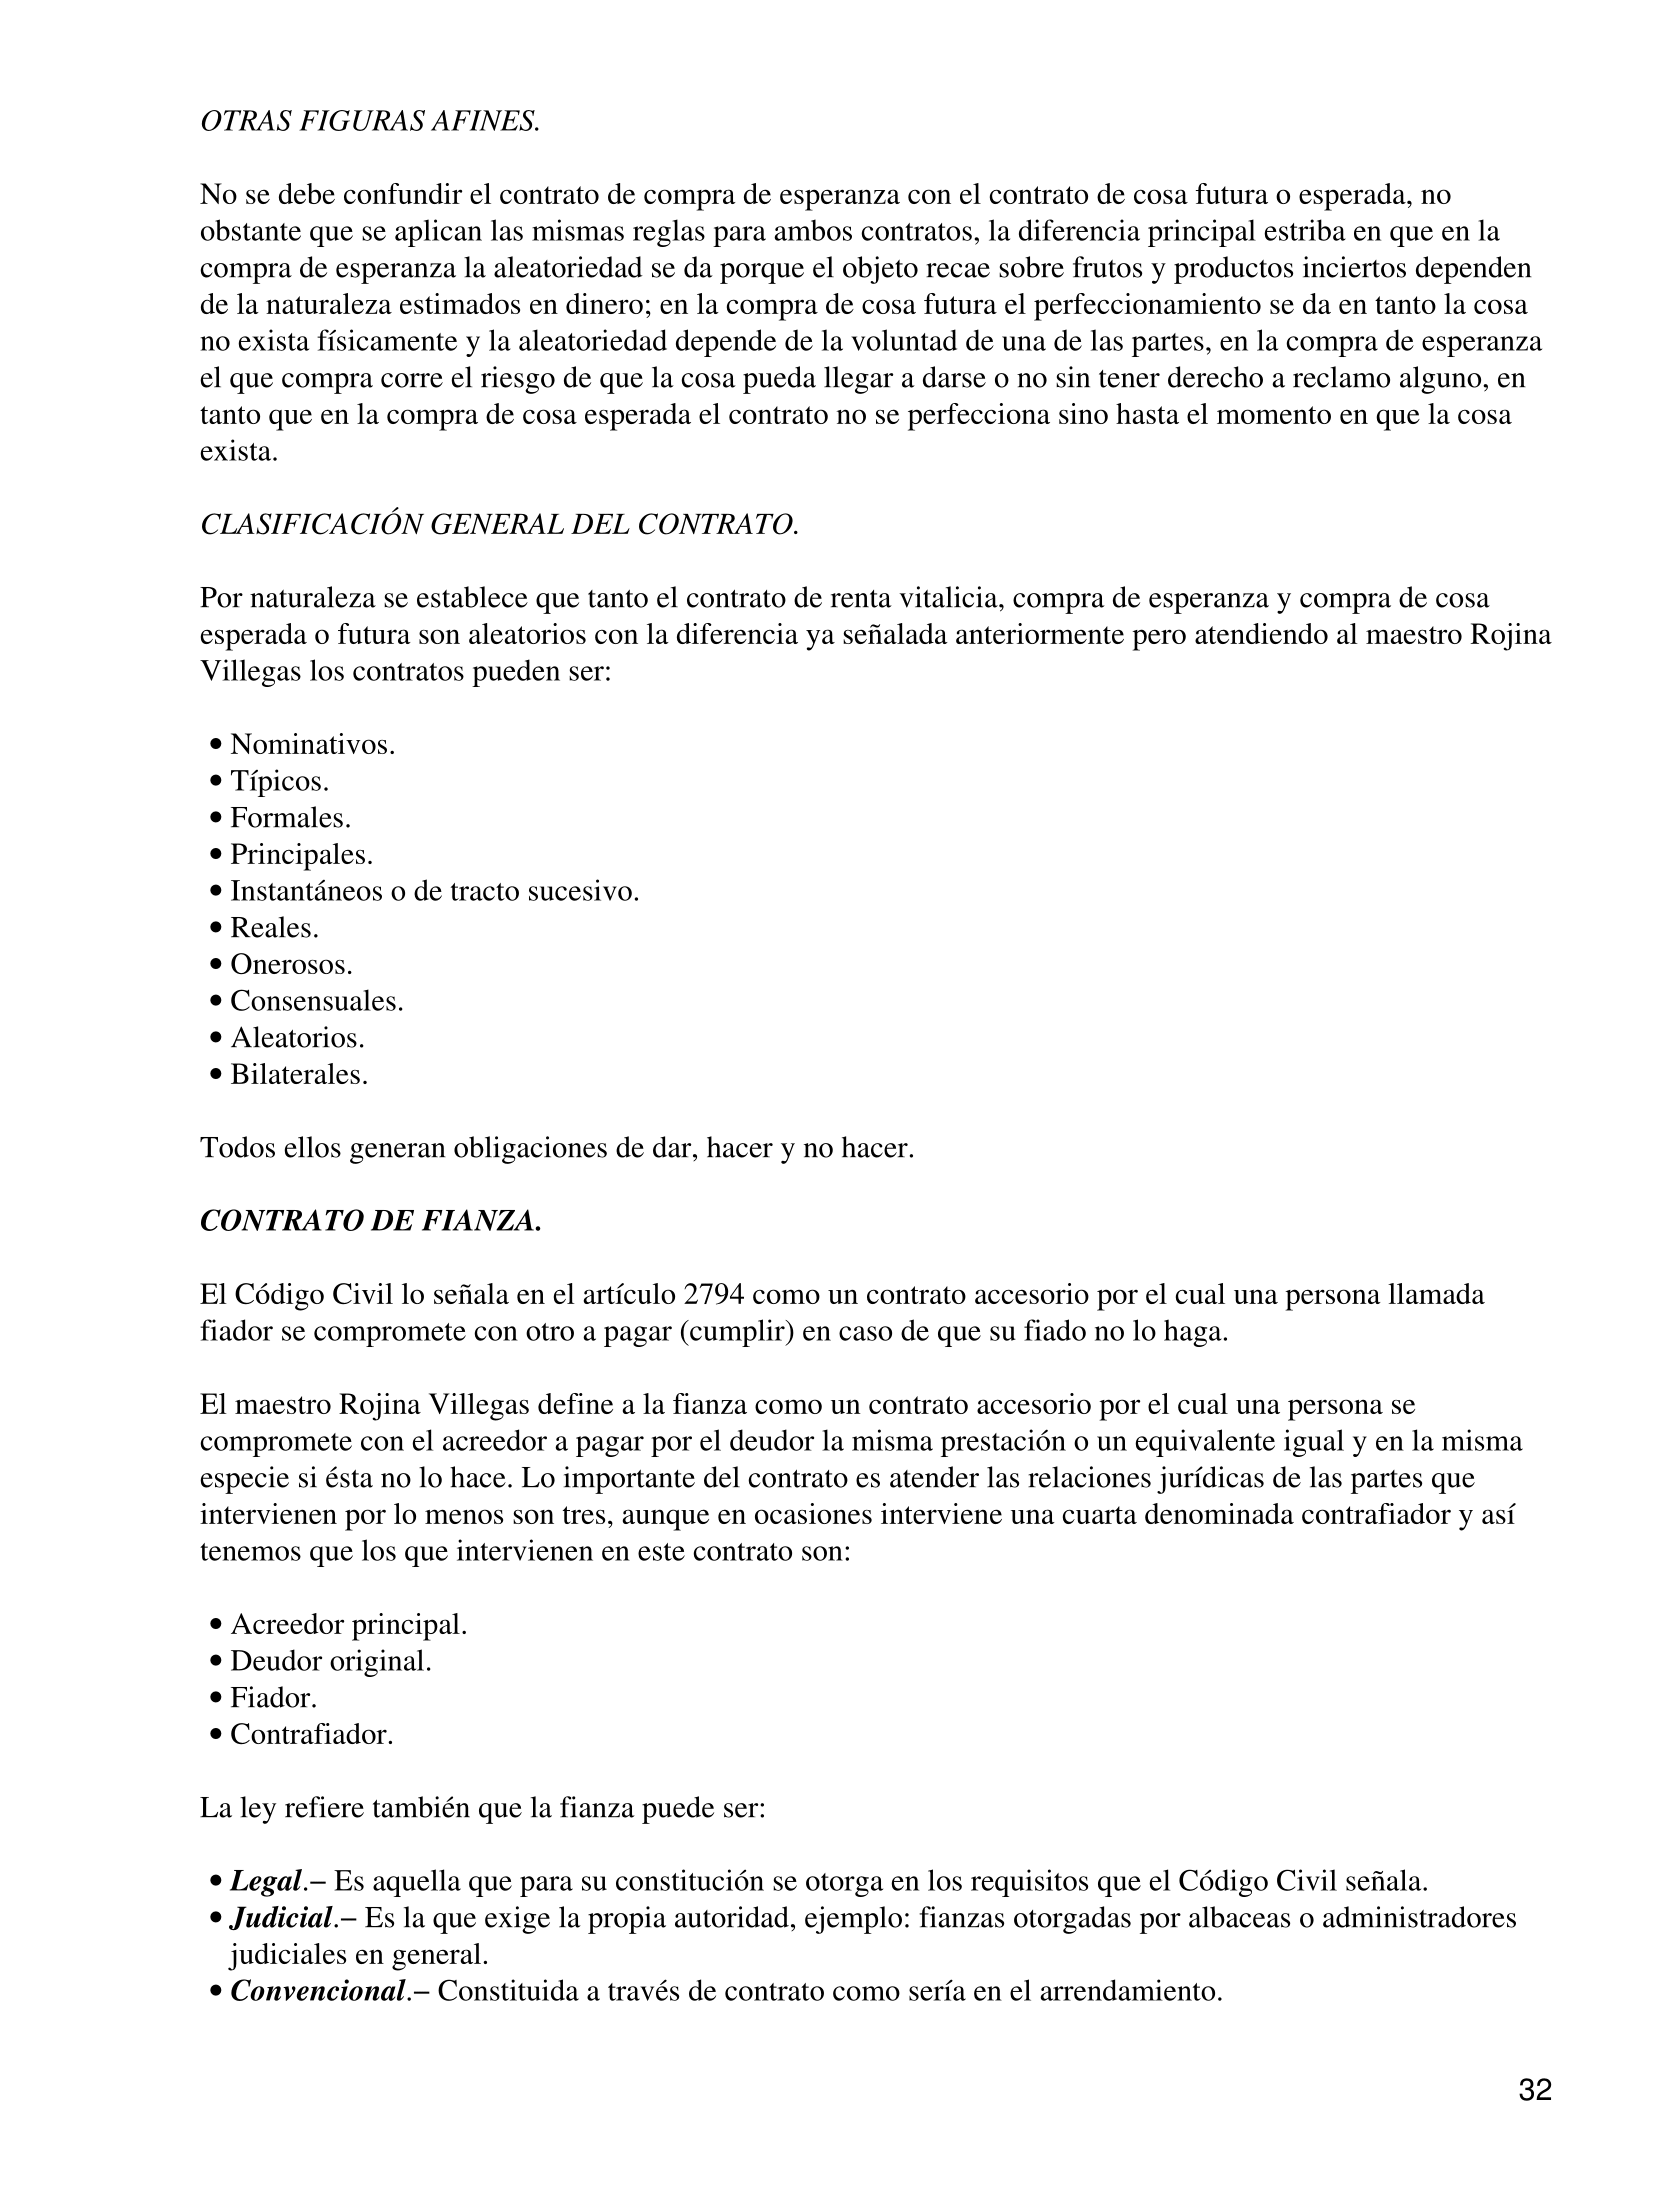 OTRAS FIGURAS AFINES.
No se debe confundir el contrato de compra de esperanza con el contrato de cosa futura o esperada, no
obstante que se aplican las mismas reglas para ambos contratos, la diferencia principal estriba en que en la
compra de esperanza la aleatoriedad se da porque el objeto recae sobre frutos y productos inciertos dependen
de la naturaleza estimados en dinero; en la compra de cosa futura el perfeccionamiento se da en tanto la cosa
no exista físicamente y la aleatoriedad depende de la voluntad de una de las partes, en la compra de esperanza
el que compra corre el riesgo de que la cosa pueda llegar a darse o no sin tener derecho a reclamo alguno, en
tanto que en la compra de cosa esperada el contrato no se perfecciona sino hasta el momento en que la cosa
exista.
CLASIFICACIÓN GENERAL DEL CONTRATO.
Por naturaleza se establece que tanto el contrato de renta vitalicia, compra de esperanza y compra de cosa
esperada o futura son aleatorios con la diferencia ya señalada anteriormente pero atendiendo al maestro Rojina
Villegas los contratos pueden ser:
• Nominativos.
• Típicos.
• Formales.
• Principales.
• Instantáneos o de tracto sucesivo.
• Reales.
• Onerosos.
• Consensuales.
• Aleatorios.
• Bilaterales.
Todos ellos generan obligaciones de dar, hacer y no hacer.
CONTRATO DE FIANZA.
El Código Civil lo señala en el artículo 2794 como un contrato accesorio por el cual una persona llamada
fiador se compromete con otro a pagar (cumplir) en caso de que su fiado no lo haga.
El maestro Rojina Villegas define a la fianza como un contrato accesorio por el cual una persona se
compromete con el acreedor a pagar por el deudor la misma prestación o un equivalente igual y en la misma
especie si ésta no lo hace. Lo importante del contrato es atender las relaciones jurídicas de las partes que
intervienen por lo menos son tres, aunque en ocasiones interviene una cuarta denominada contrafiador y así
tenemos que los que intervienen en este contrato son:
• Acreedor principal.
• Deudor original.
• Fiador.
• Contrafiador.
La ley refiere también que la fianza puede ser:
• Legal.− Es aquella que para su constitución se otorga en los requisitos que el Código Civil señala.
• Judicial.− Es la que exige la propia autoridad, ejemplo: fianzas otorgadas por albaceas o administradores
judiciales en general.
• Convencional.− Constituida a través de contrato como sería en el arrendamiento.
32